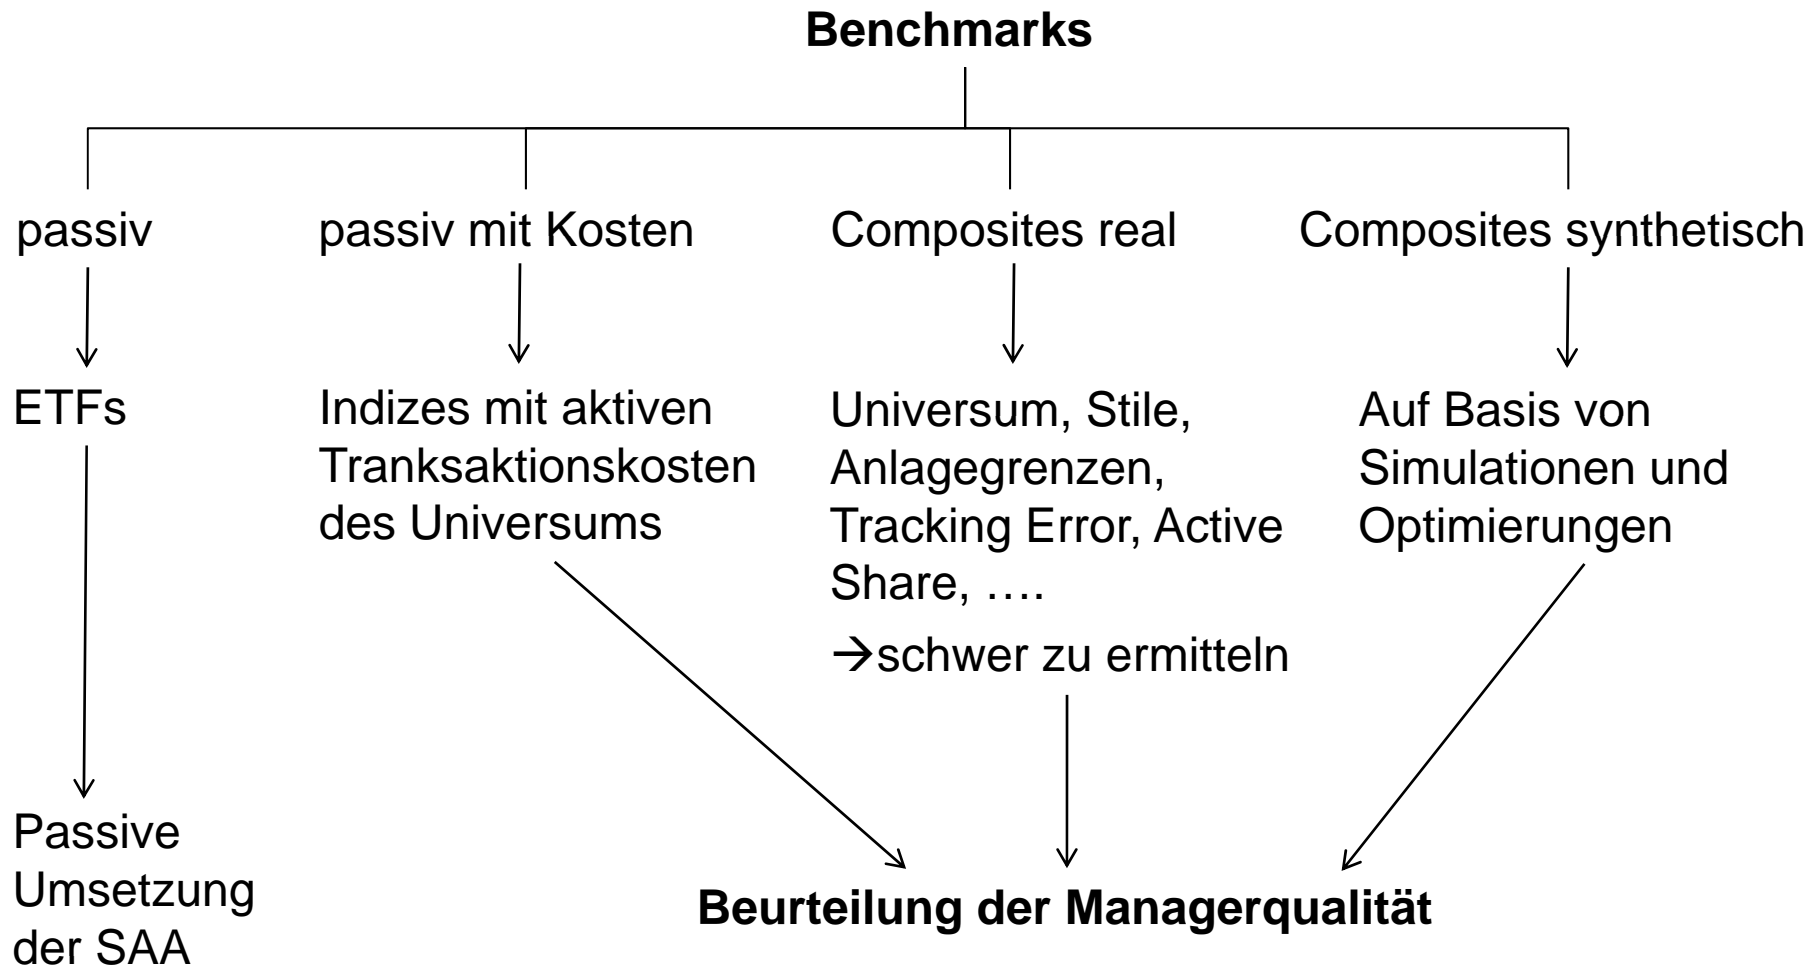 Benchmarks
passiv
passiv mit Kosten
Composites real
Composites synthetisch
ETFs
Indizes mit aktiven
Tranksaktionskosten
des Universums
Universum, Stile,
Anlagegrenzen,
Tracking Error, Active
Share, ….
→schwer zu ermitteln
Auf Basis von
Simulationen und
Optimierungen
Passive
Umsetzung
der SAA
Beurteilung der Managerqualität